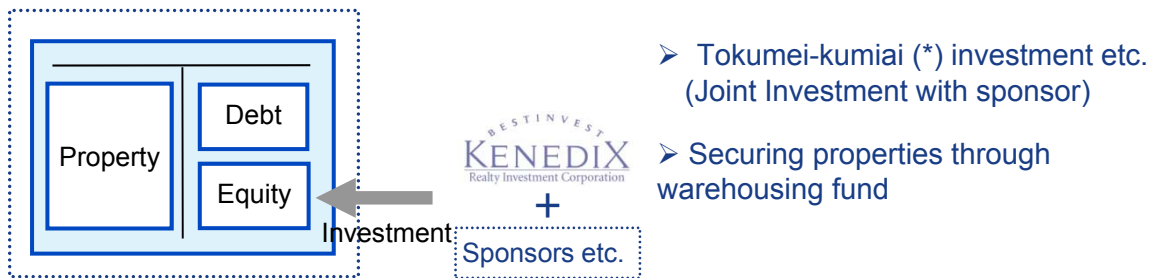 Property
Debt
Equity
Investment
BESTINVEST
KENEDIX
Realty Investment Corporation
+
Sponsors etc.
➢ Tokumei-kumiai (*) investment etc.
(Joint Investment with sponsor)
➢ Securing properties through
warehousing fund